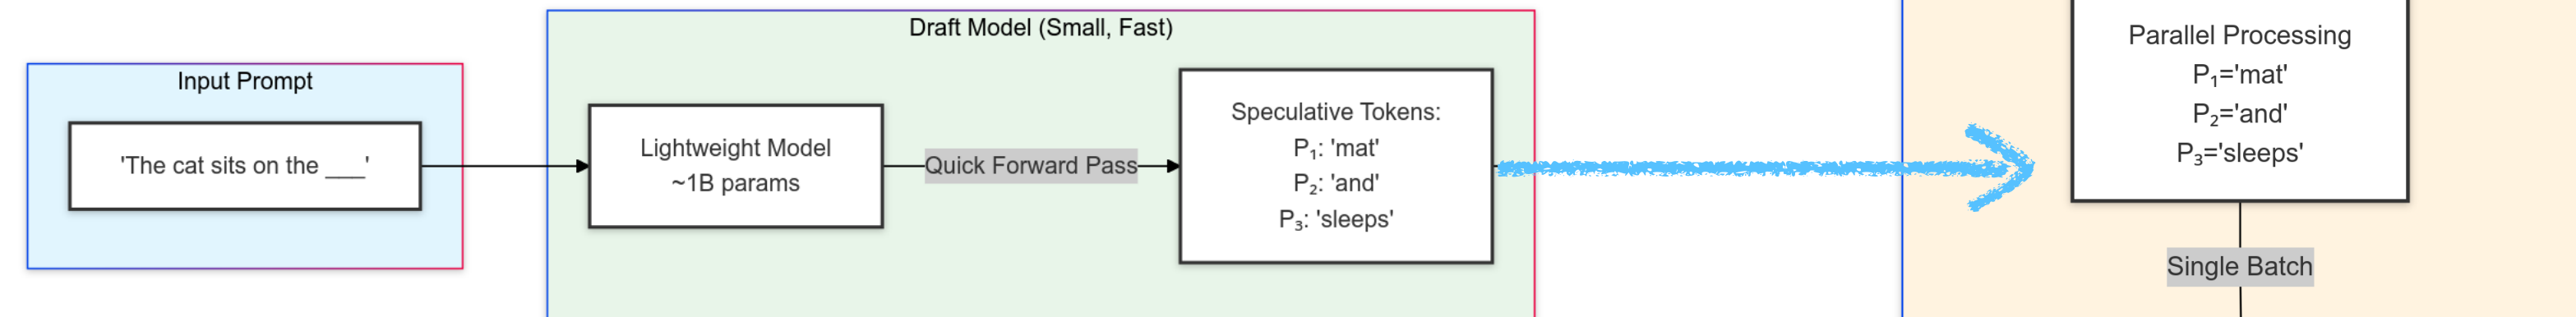 Input Prompt
'The cat sits on the ___'
Draft Model (Small, Fast)
Lightweight Model
~1B params
Quick Forward Pass
Speculative Tokens:
P₁: 'mat'
P₂: 'and'
P₃: 'sleeps'
Parallel Processing
P₁='mat'
P₂='and'
P₃='sleeps'
Single Batch